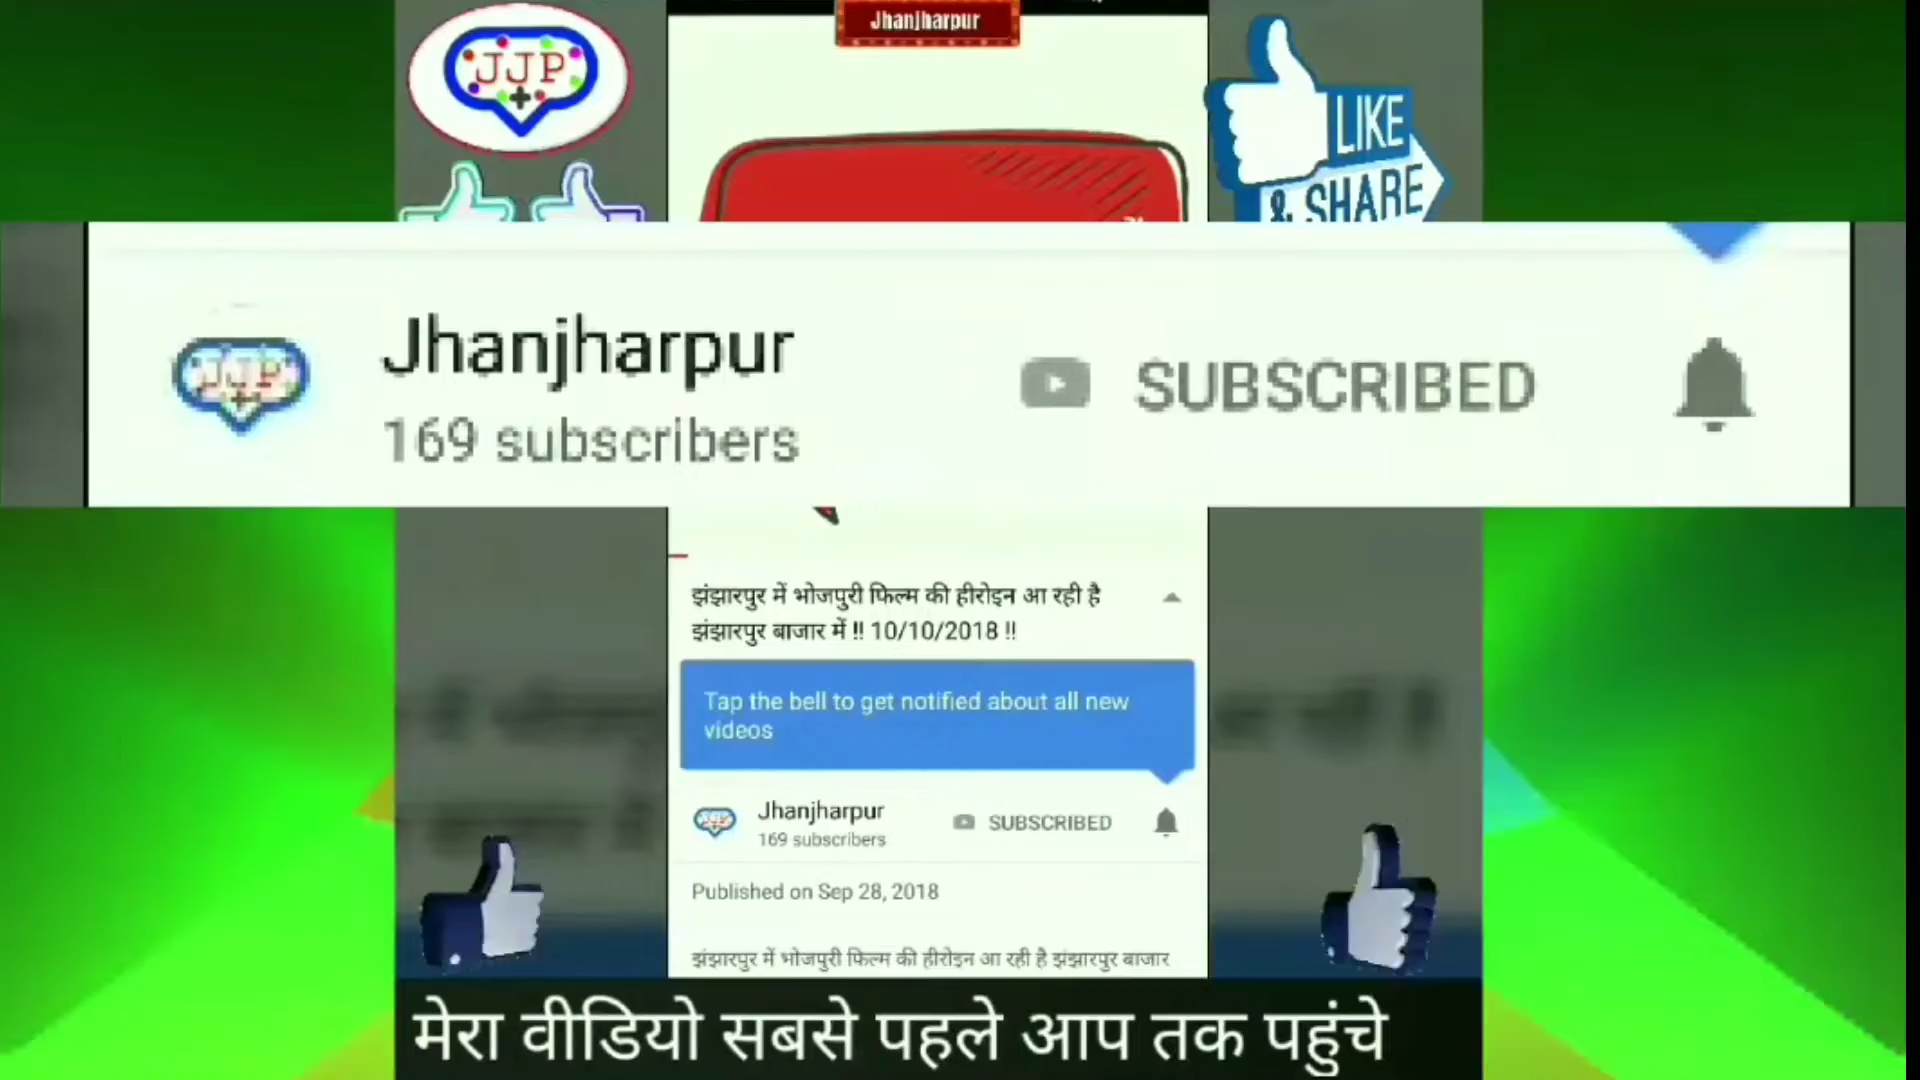 Jhanjharpur
JJP
LIKE
& SHARE
Jhanjharpur
169 subscribers
SUBSCRIBED
झंझारपुर में भोजपुरी फिल्म की हीरोइन आ रही है
झंझारपुर बाजार में !! 10/10/2018 !!
Tap the bell to get notified about all new
videos
Jhanjharpur
169 subscribers
SUBSCRIBED
Published on Sep 28, 2018
झंझारपुर में भोजपुरी फिल्म की हीरोइन आ रही है झंझारपुर बाजार
मेरा वीडियो सबसे पहले आप तक पहुंचे